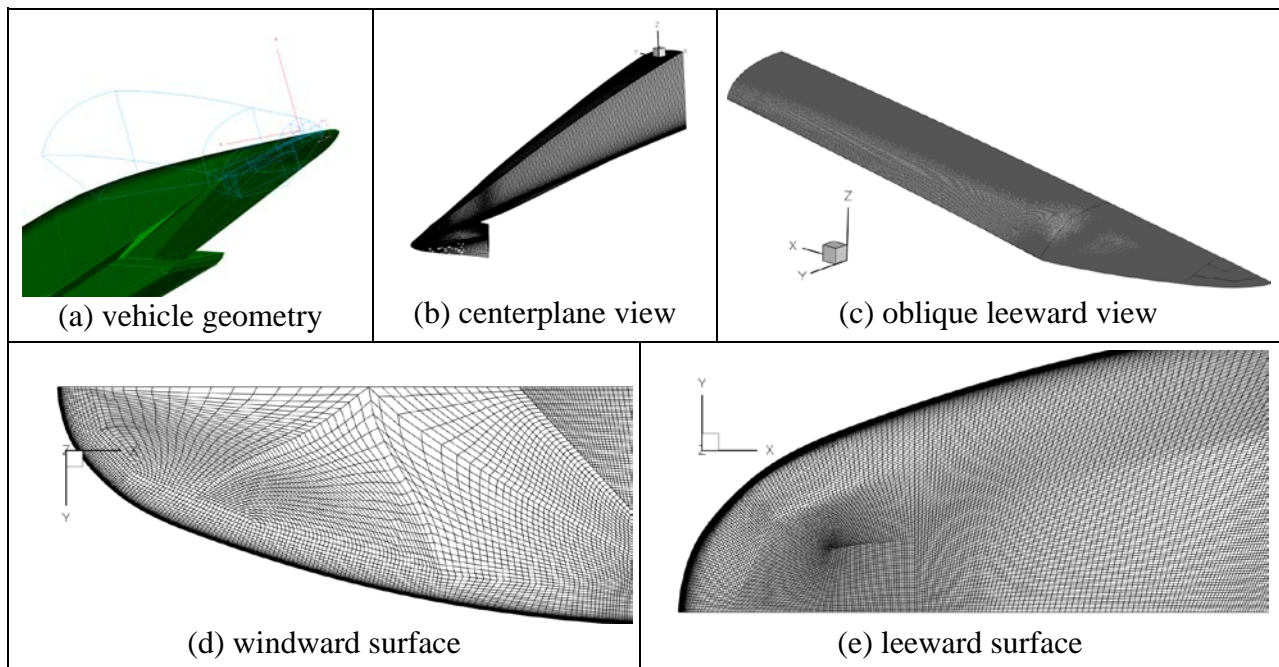 (a) vehicle geometry
Z
Y
X
(b) centerplane view
Z
X
Y
(c) oblique leeward view
Z
X
Y
(d) windward surface
Y
X
Z
(e) leeward surface